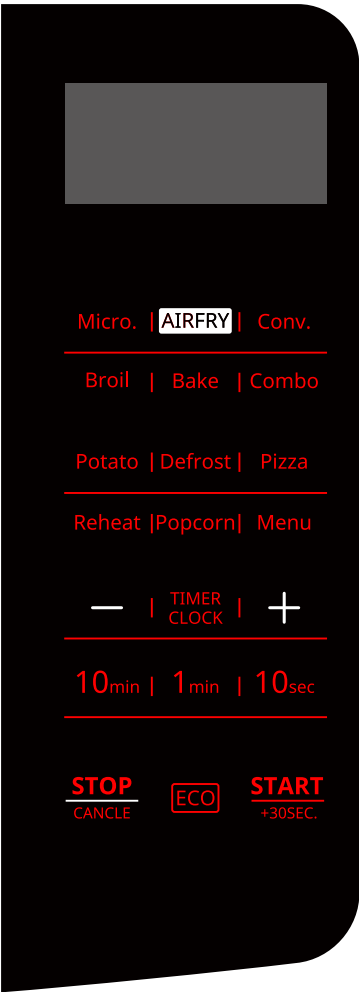 Micro. | AIRFRY | Conv.
Broil | Bake | Combo
Potato | Defrost | Pizza
Reheat | Popcorn | Menu
− | TIMER CLOCK | +
10min | 1min | 10sec
STOP ECO START
CANCLE +30SEC.